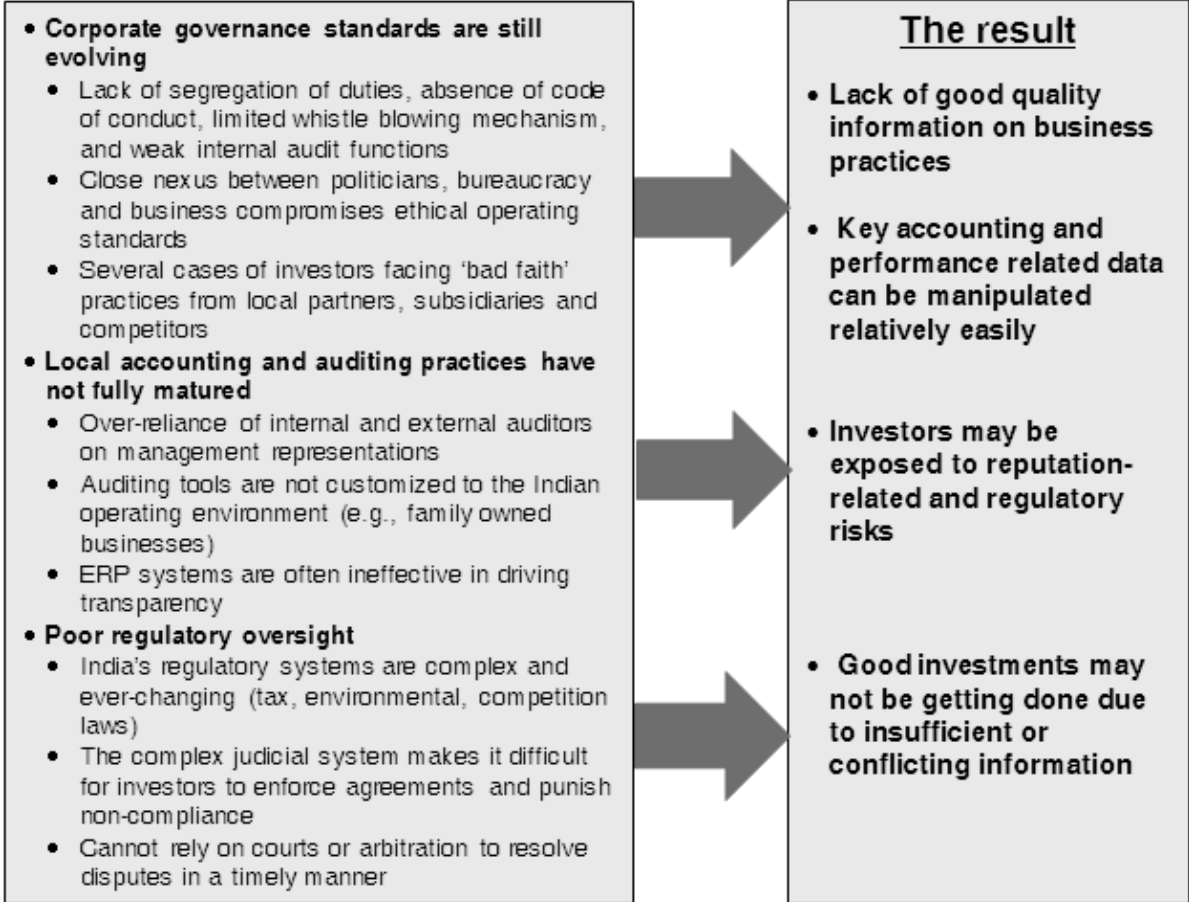 • Corporate governance standards are still
evolving
• Lack of segregation of duties, absence of code
of conduct, limited whistle blowing mechanism,
and weak internal audit functions
• Close nexus between politicians, bureaucracy
and business compromises ethical operating
standards
• Several cases of investors facing ‘bad faith’
practices from local partners, subsidiaries and
competitors
• Local accounting and auditing practices have
not fully matured
• Over-reliance of internal and external auditors
on management representations
• Auditing tools are not customized to the Indian
operating environment (e.g., family owned
businesses)
• ERP systems are often ineffective in driving
transparency
• Poor regulatory oversight
• India’s regulatory systems are complex and
ever-changing (tax, environmental, competition
laws)
• The complex judicial system makes it difficult
for investors to enforce agreements and punish
non-compliance
• Cannot rely on courts or arbitration to resolve
disputes in a timely manner
The result
• Lack of good quality
information on business
practices
• Key accounting and
performance related data
can be manipulated
relatively easily
• Investors may be
exposed to reputation-
related and regulatory
risks
• Good investments may
not be getting done due
to insufficient or
conflicting information